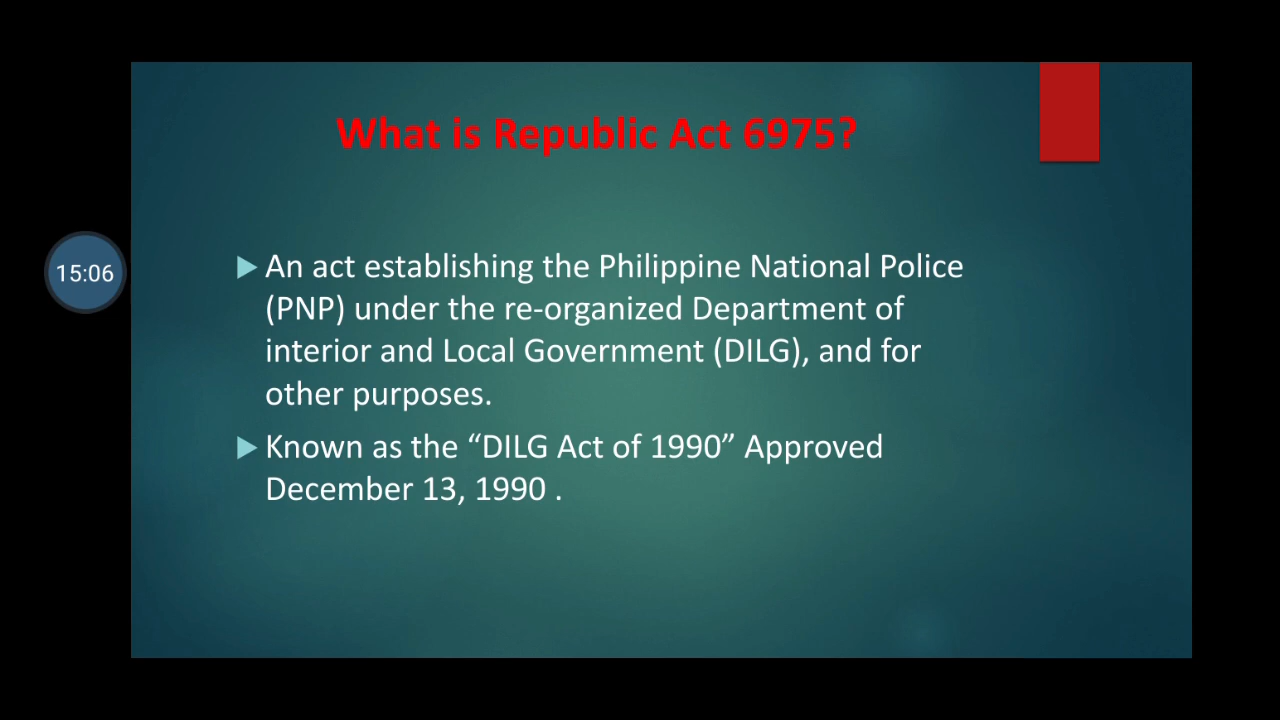 What is Republic Act 6975?
15:06
An act establishing the Philippine National Police
(PNP) under the re-organized Department of
interior and Local Government (DILG), and for
other purposes.
Known as the “DILG Act of 1990” Approved
December 13, 1990 .